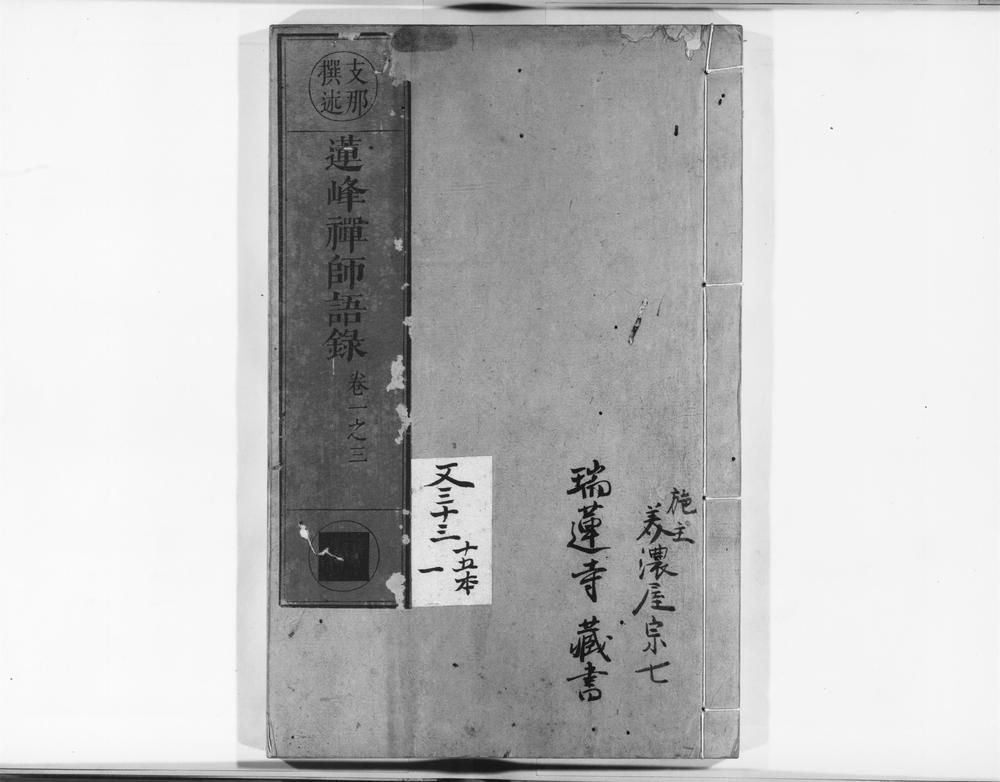 施主
美濃屋宗七
瑞蓮寺藏書
又三十三
十五本
一
支那
撰述
蓮峰禪師語錄
卷一之三